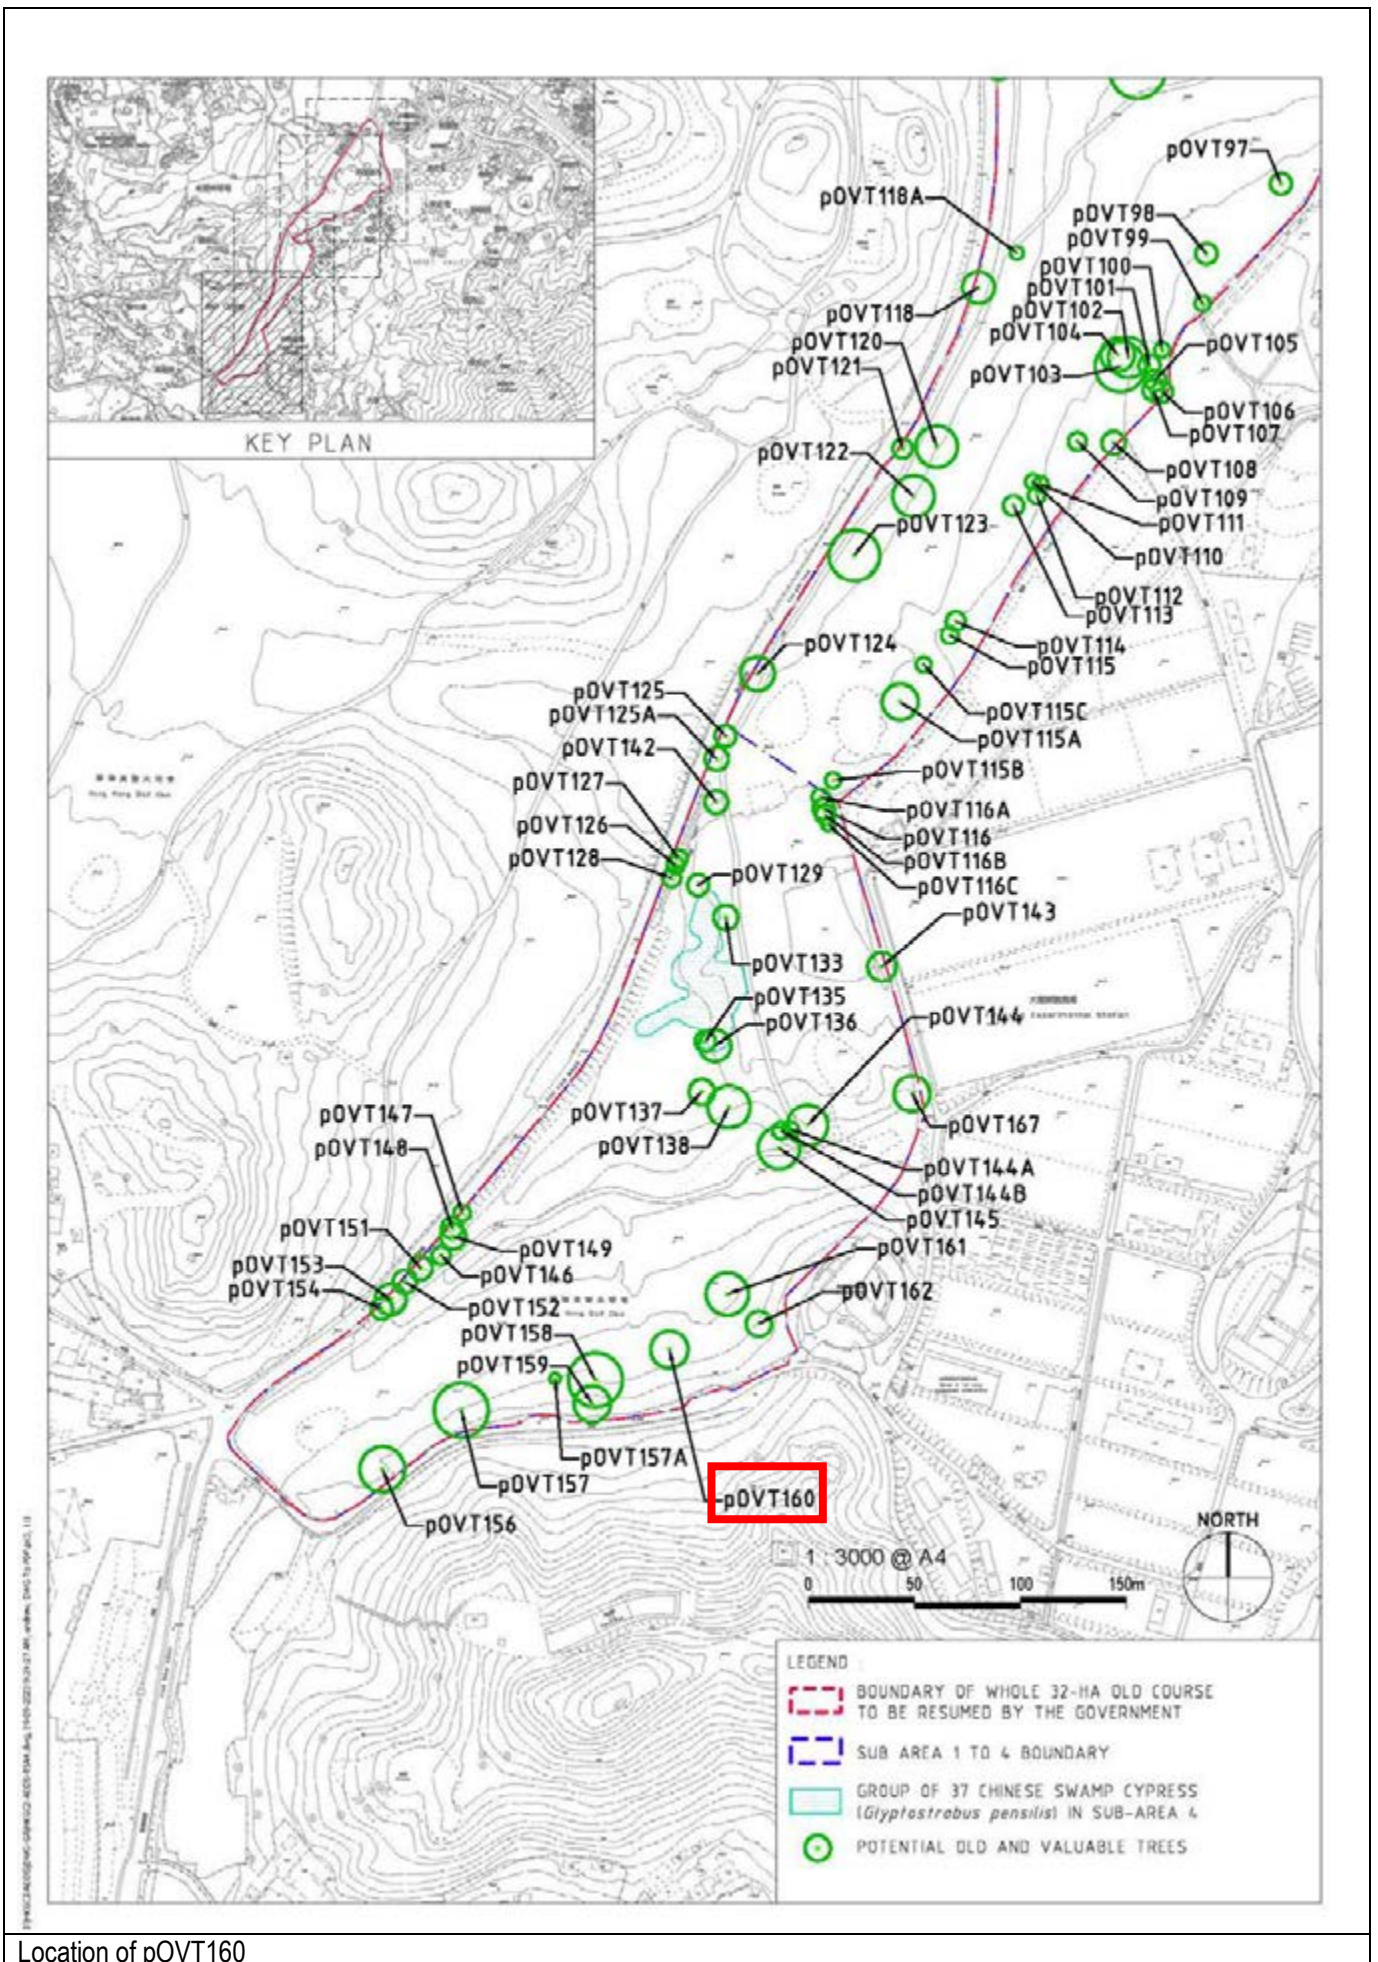 KEY PLAN
pOVT97
pOVT118A
pOVT98
pOVT99
pOVT100
pOVT101
pOVT102
pOVT104
pOVT118
pOVT105
pOVT120
pOVT121
pOVT103
pOVT106
pOVT107
pOVT122
pOVT108
pOVT109
pOVT111
pOVT123
pOVT110
pOVT112
pOVT113
pOVT124
pOVT114
pOVT115
pOVT125
pOVT125A
pOVT115C
pOVT142
pOVT115A
pOVT127
pOVT115B
pOVT126
pOVT116A
pOVT128
pOVT116
pOVT129
pOVT116B
pOVT116C
pOVT143
pOVT133
pOVT135
pOVT136
pOVT144
Experimental Station
pOVT147
pOVT137
pOVT148
pOVT138
pOVT167
pOVT144A
pOVT144B
pOVT151
pOVT145
pOVT149
pOVT161
pOVT153
pOVT146
pOVT154
pOVT152
pOVT162
pOVT158
pOVT159
pOVT157A
pOVT157
pOVT160
pOVT156
NORTH
1 : 3000 @ A4
0 50 100 150m
LEGEND :
BOUNDARY OF WHOLE 32-HA OLD COURSE
TO BE RESUMED BY THE GOVERNMENT
SUB AREA 1 TO 4 BOUNDARY
GROUP OF 37 CHINESE SWAMP CYPRESS
(Glyptostrobus pensilis) IN SUB-AREA 4
POTENTIAL OLD AND VALUABLE TREES
Location of pOVT160